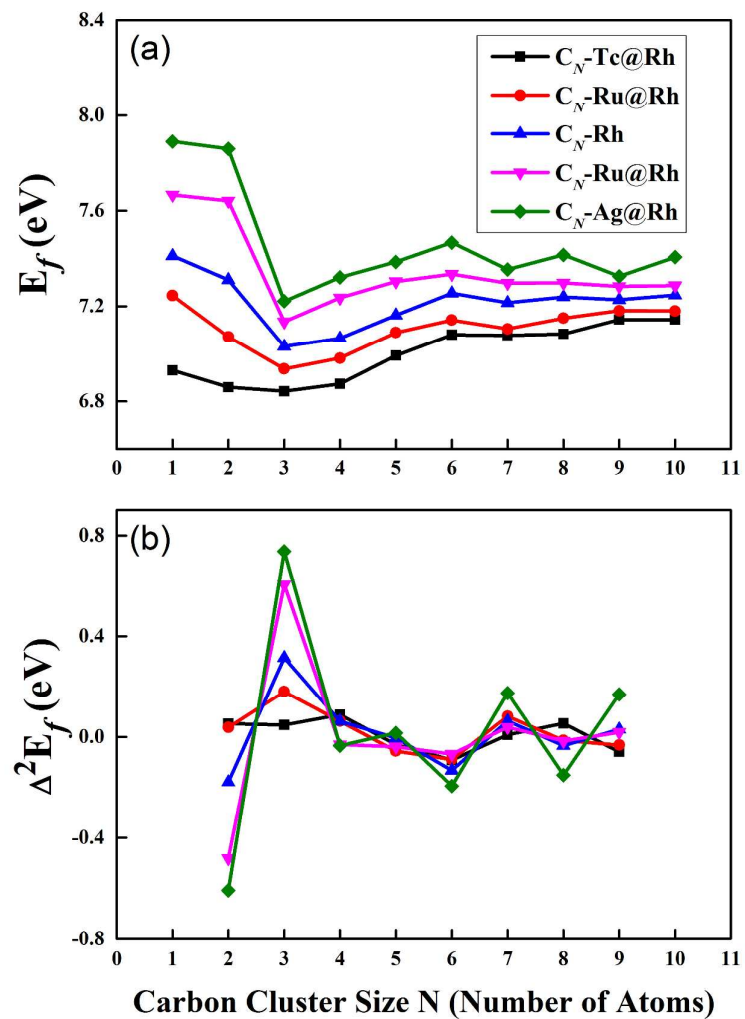 (a)
C_N-Tc@Rh
C_N-Ru@Rh
C_N-Rh
C_N-Ru@Rh
C_N-Ag@Rh
E_f (eV)
8.4
8.0
7.6
7.2
6.8
0 1 2 3 4 5 6 7 8 9 10 11
(b)
Δ²E_f (eV)
0.8
0.4
0.0
-0.4
-0.8
0 1 2 3 4 5 6 7 8 9 10 11
Carbon Cluster Size N (Number of Atoms)